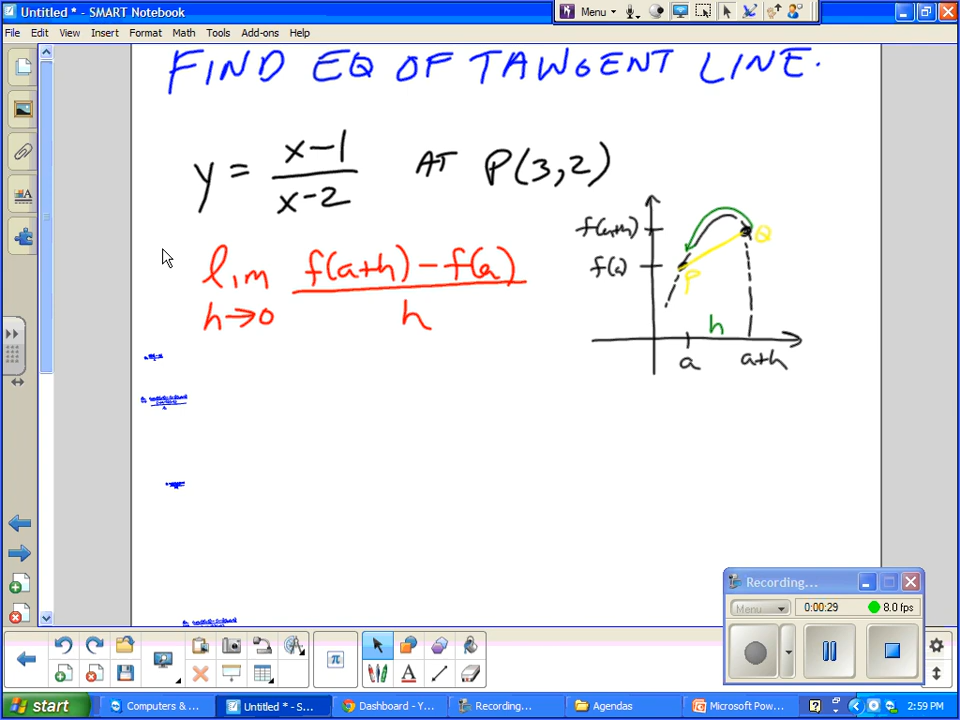 Untitled * - SMART Notebook
Menu
File Edit View Insert Format Math Tools Add-ons Help
FIND EQ OF TANGENT LINE.
y = x-1 / x-2 AT P(3,2)
lim h→0 f(a+h) - f(a) / h
f(a+h)
Q
f(a)
P
h
a a+h
Recording...
Menu 0:00:29 8.0 fps
π
A
start Computers & ... Untitled * - S... Dashboard - Y... Recording... Agendas Microsoft Pow... 2:59 PM